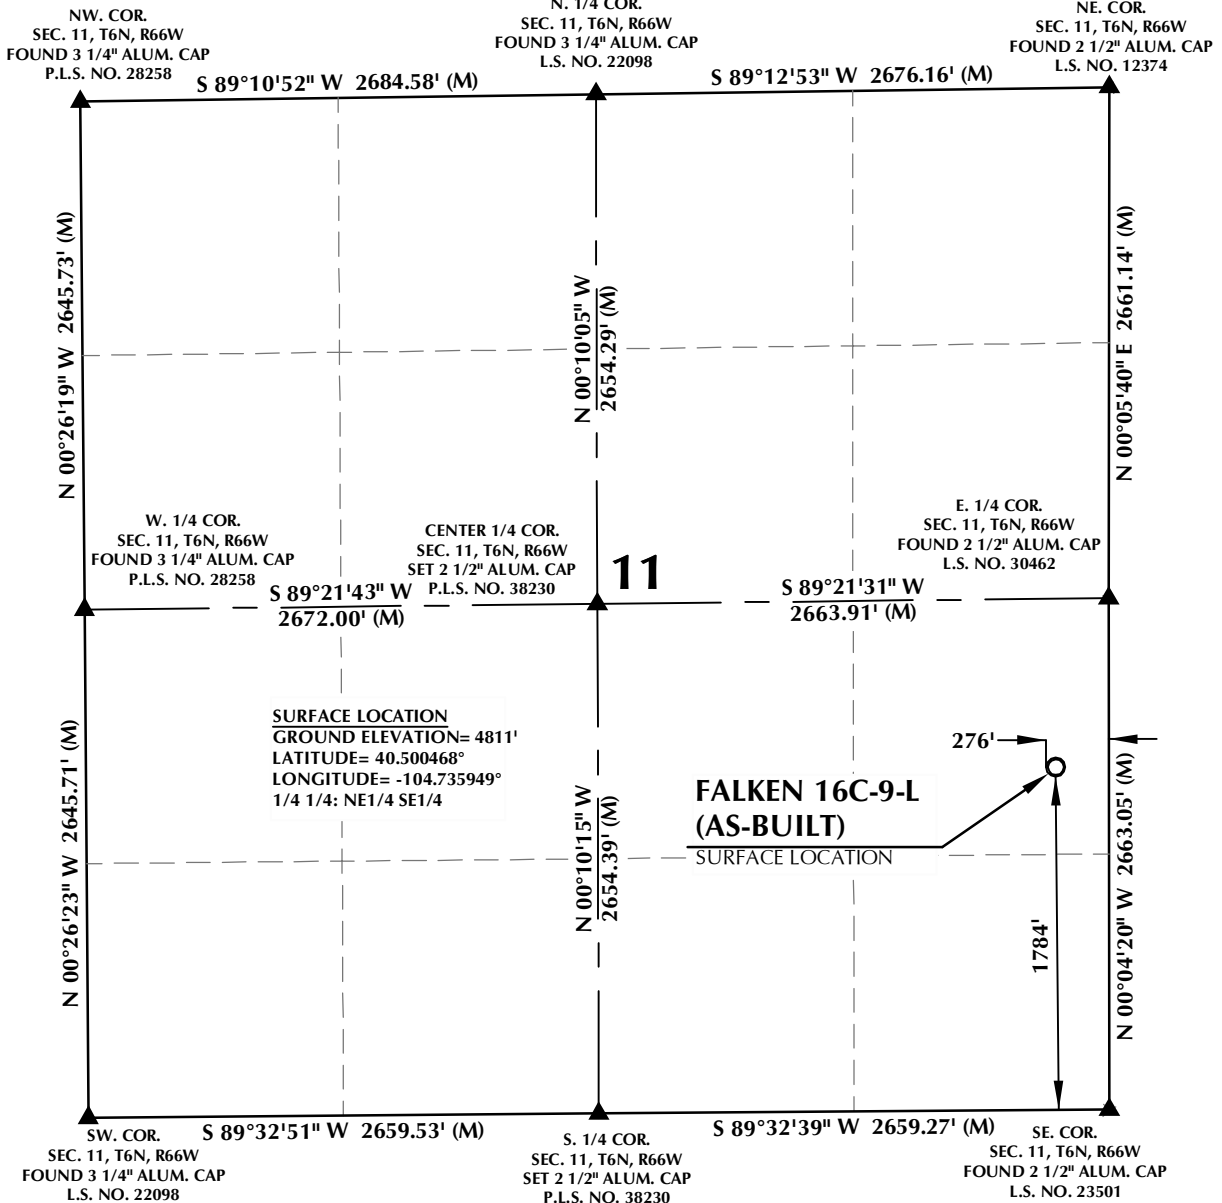 NW. COR.
SEC. 11, T6N, R66W
FOUND 3 1/4" ALUM. CAP
P.L.S. NO. 28258
N. 1/4 COR.
SEC. 11, T6N, R66W
FOUND 3 1/4" ALUM. CAP
L.S. NO. 22098
NE. COR.
SEC. 11, T6N, R66W
FOUND 2 1/2" ALUM. CAP
L.S. NO. 12374
S 89°10'52" W 2684.58' (M)
S 89°12'53" W 2676.16' (M)
N 00°26'19" W 2645.73' (M)
N 00°10'05" W
2654.29' (M)
N 00°05'40" E 2661.14' (M)
W. 1/4 COR.
SEC. 11, T6N, R66W
FOUND 3 1/4" ALUM. CAP
P.L.S. NO. 28258
CENTER 1/4 COR.
SEC. 11, T6N, R66W
SET 2 1/2" ALUM. CAP
P.L.S. NO. 38230
11
E. 1/4 COR.
SEC. 11, T6N, R66W
FOUND 2 1/2" ALUM. CAP
L.S. NO. 30462
S 89°21'43" W
2672.00' (M)
S 89°21'31" W
2663.91' (M)
SURFACE LOCATION
GROUND ELEVATION= 4811'
LATITUDE= 40.500468°
LONGITUDE= -104.735949°
1/4 1/4: NE1/4 SE1/4
276'
FALKEN 16C-9-L
(AS-BUILT)
SURFACE LOCATION
N 00°26'23" W 2645.71' (M)
N 00°10'15" W
2654.39' (M)
1784'
N 00°04'20" W 2663.05' (M)
S 89°32'51" W 2659.53' (M)
S 89°32'39" W 2659.27' (M)
SW. COR.
SEC. 11, T6N, R66W
FOUND 3 1/4" ALUM. CAP
L.S. NO. 22098
S. 1/4 COR.
SEC. 11, T6N, R66W
SET 2 1/2" ALUM. CAP
P.L.S. NO. 38230
SE. COR.
SEC. 11, T6N, R66W
FOUND 2 1/2" ALUM. CAP
L.S. NO. 23501